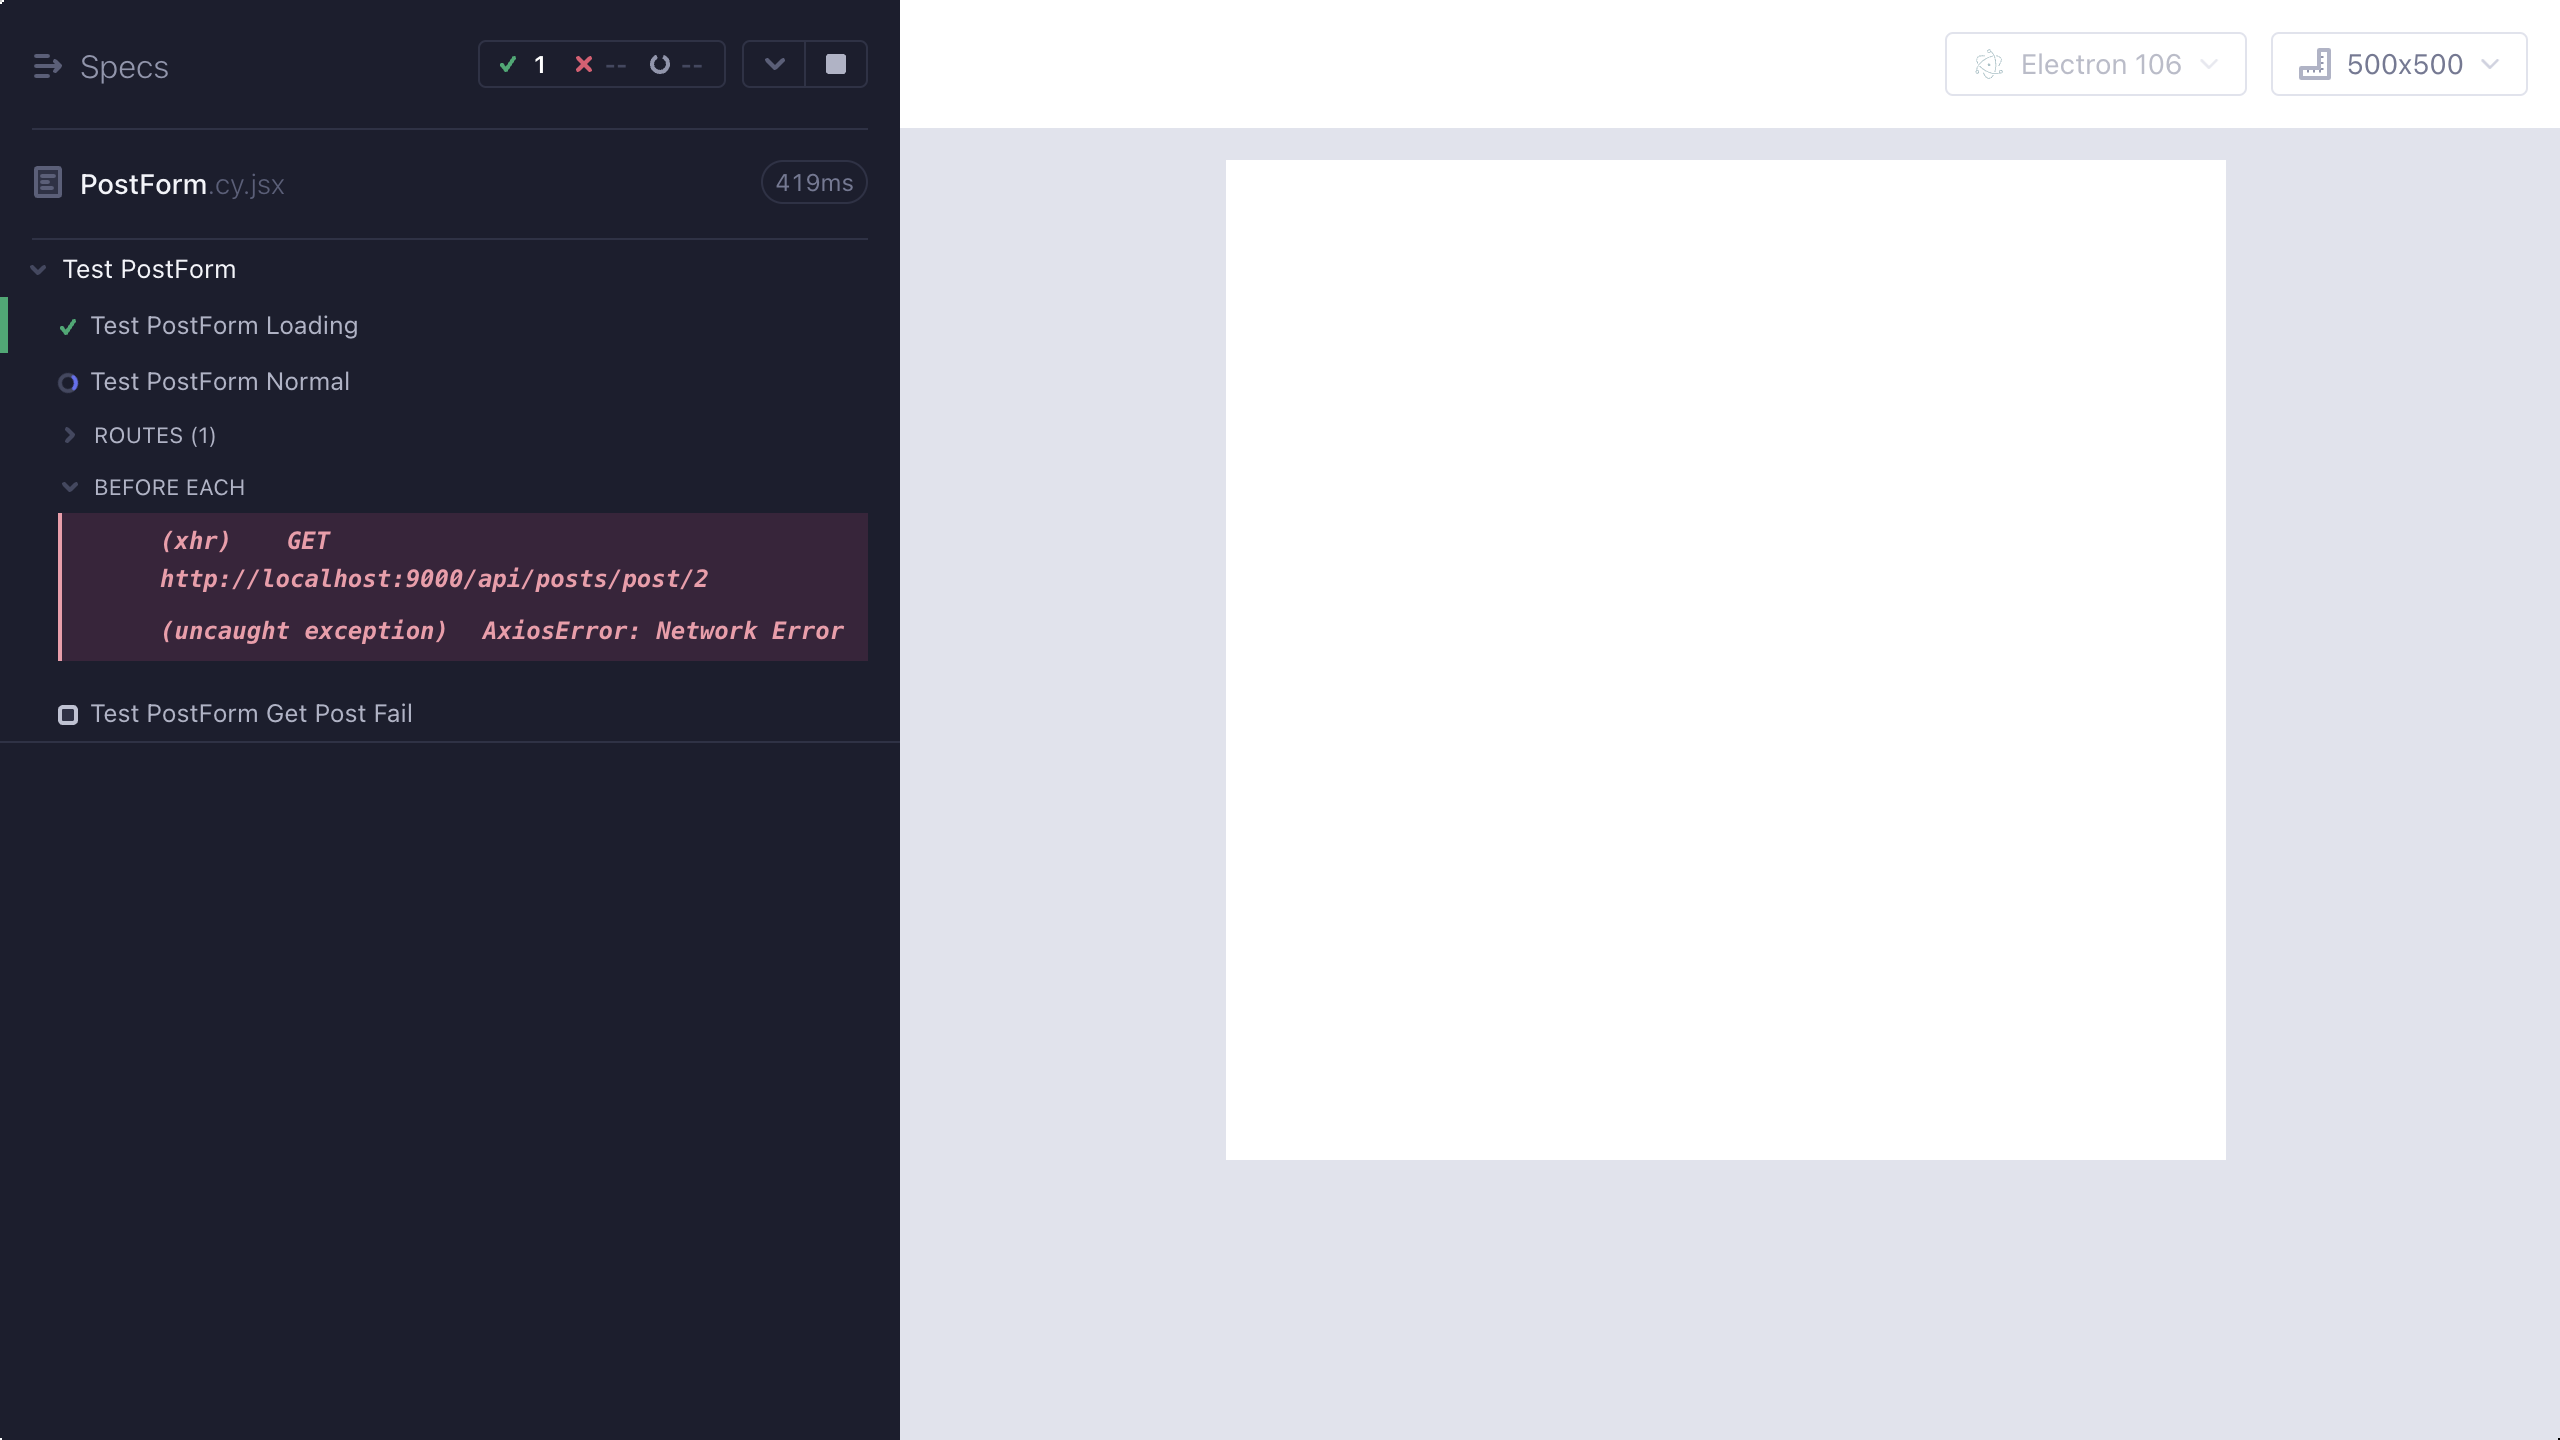 Specs
1 -- --
Electron 106
500x500
PostForm.cy.jsx
419ms
Test PostForm
Test PostForm Loading
Test PostForm Normal
ROUTES (1)
BEFORE EACH
(xhr) GET
http://localhost:9000/api/posts/post/2
(uncaught exception) AxiosError: Network Error
Test PostForm Get Post Fail